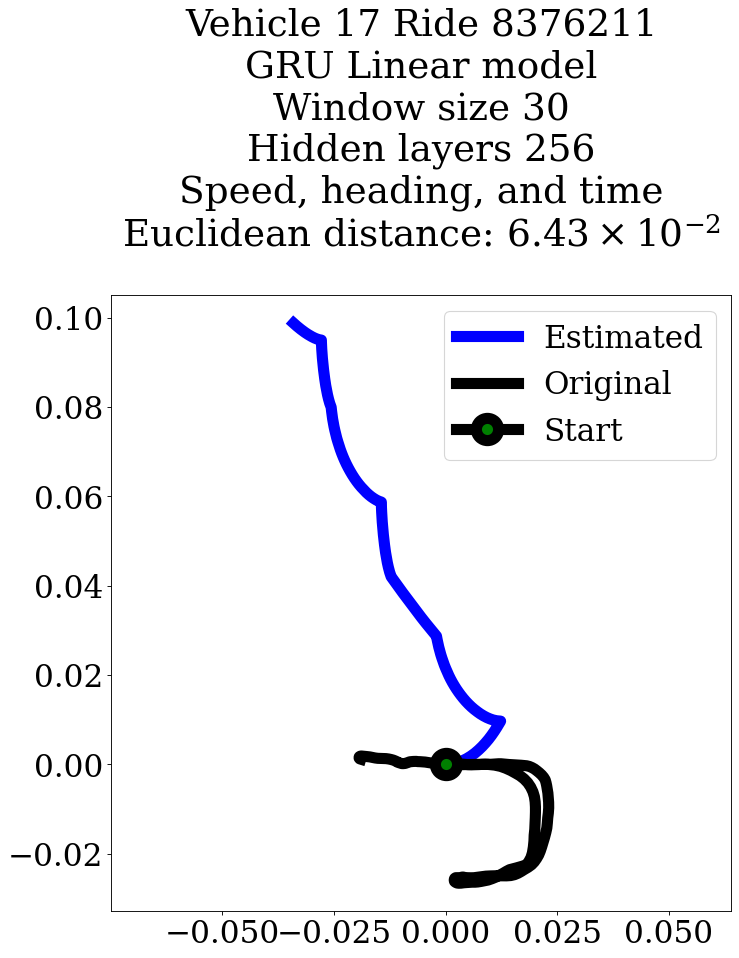 Vehicle 17 Ride 8376211
GRU Linear model
Window size 30
Hidden layers 256
Speed, heading, and time
Euclidean distance: 6.43 × 10⁻²
Estimated
Original
Start
0.10
0.08
0.06
0.04
0.02
0.00
−0.02
−0.050 −0.025 0.000 0.025 0.050